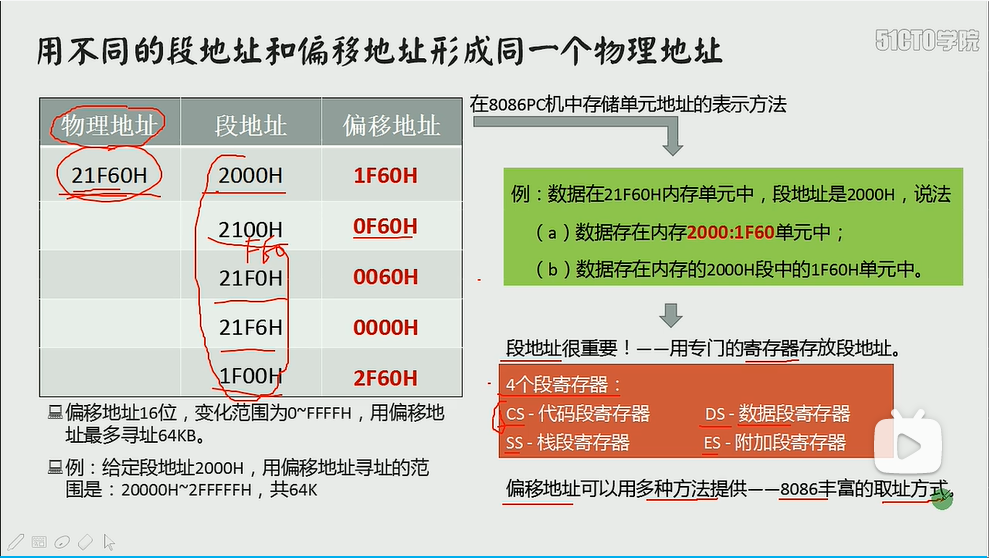 用不同的段地址和偏移地址形成同一个物理地址
51CTO学院
物理地址 段地址 偏移地址
21F60H 2000H 1F60H
2100H 0F60H
F60
21F0H 0060H
21F6H 0000H
1F00H 2F60H
偏移地址16位，变化范围为0~FFFFH，用偏移地
址最多寻址64KB。
例：给定段地址2000H，用偏移地址寻址的范
围是：20000H~2FFFFFH，共64K
在8086PC机中存储单元地址的表示方法
例：数据在21F60H内存单元中，段地址是2000H，说法
（a）数据存在内存2000:1F60单元中；
（b）数据存在内存的2000H段中的1F60H单元中。
段地址很重要！——用专门的寄存器存放段地址。
4个段寄存器：
CS - 代码段寄存器 DS - 数据段寄存器
SS - 栈段寄存器 ES - 附加段寄存器
偏移地址可以用多种方法提供——8086丰富的取址方式。